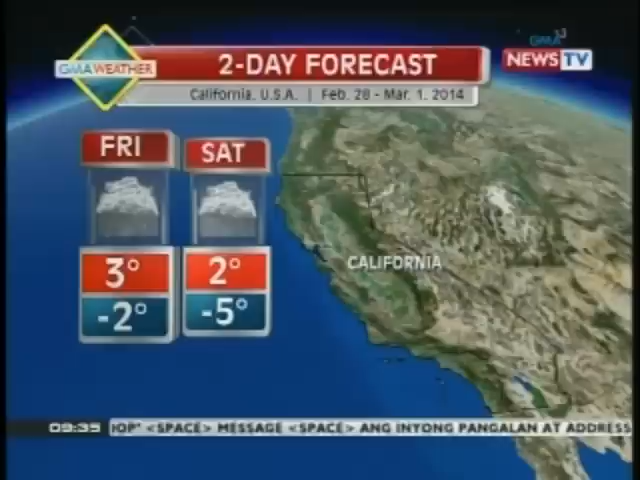 GMA
NEWS TV
GMA WEATHER
2-DAY FORECAST
California, U.S.A. | Feb. 28 - Mar. 1, 2014
FRI
SAT
3°
2°
-2°
-5°
CALIFORNIA
09:35
IOP" <SPACE> MESSAGE <SPACE> ANG INYONG PANGALAN AT ADDRESS